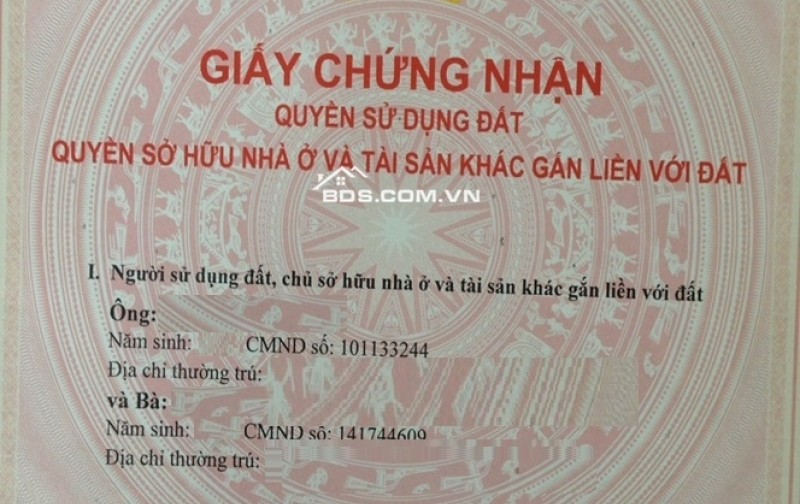 GIẤY CHỨNG NHẬN
QUYỀN SỬ DỤNG ĐẤT
QUYỀN SỞ HỮU NHÀ Ở VÀ TÀI SẢN KHÁC GẮN LIỀN VỚI ĐẤT
BDS.COM.VN
I. Người sử dụng đất, chủ sở hữu nhà ở và tài sản khác gắn liền với đất
Ông:
Năm sinh: CMND số: 101133244
Địa chỉ thường trú:
và Bà:
Năm sinh: CMND số: 141744609
Địa chỉ thường trú: